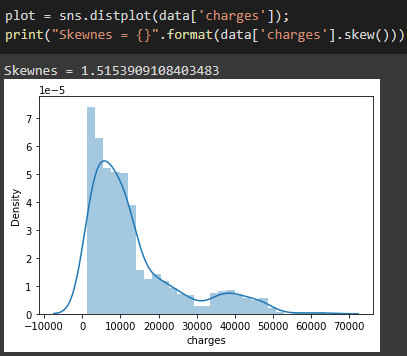 plot = sns.distplot(data['charges']);
print("Skewnes = {}".format(data['charges'].skew()))
Skewnes = 1.5153909108403483
1e−5
7
6
5
4
3
2
1
0
Density
−10000 0 10000 20000 30000 40000 50000 60000 70000
charges